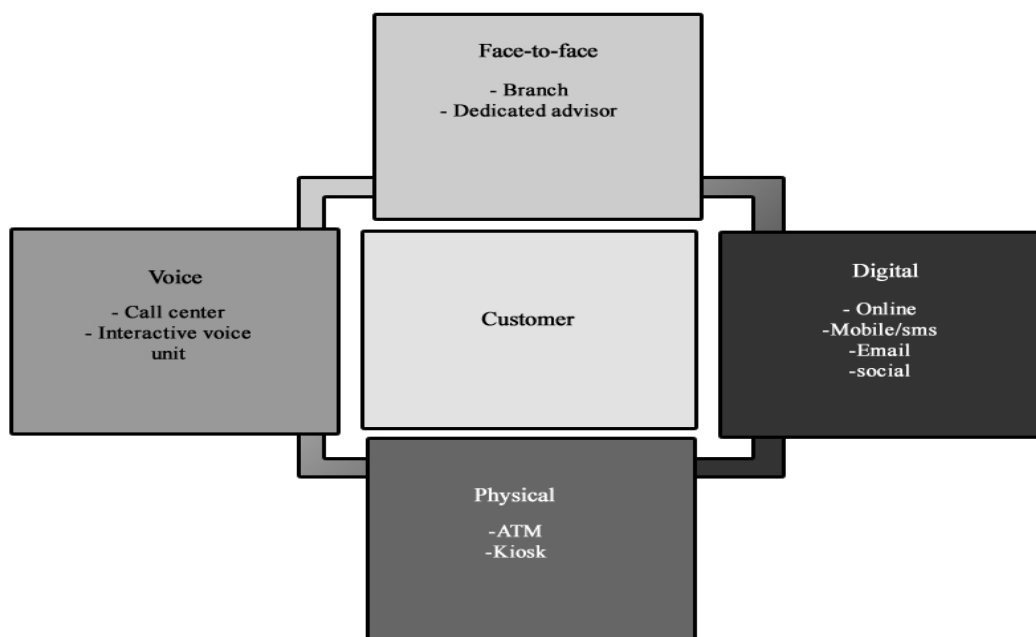 Face-to-face
- Branch
- Dedicated advisor
Voice
- Call center
- Interactive voice
unit
Customer
Digital
- Online
-Mobile/sms
-Email
-social
Physical
-ATM
-Kiosk